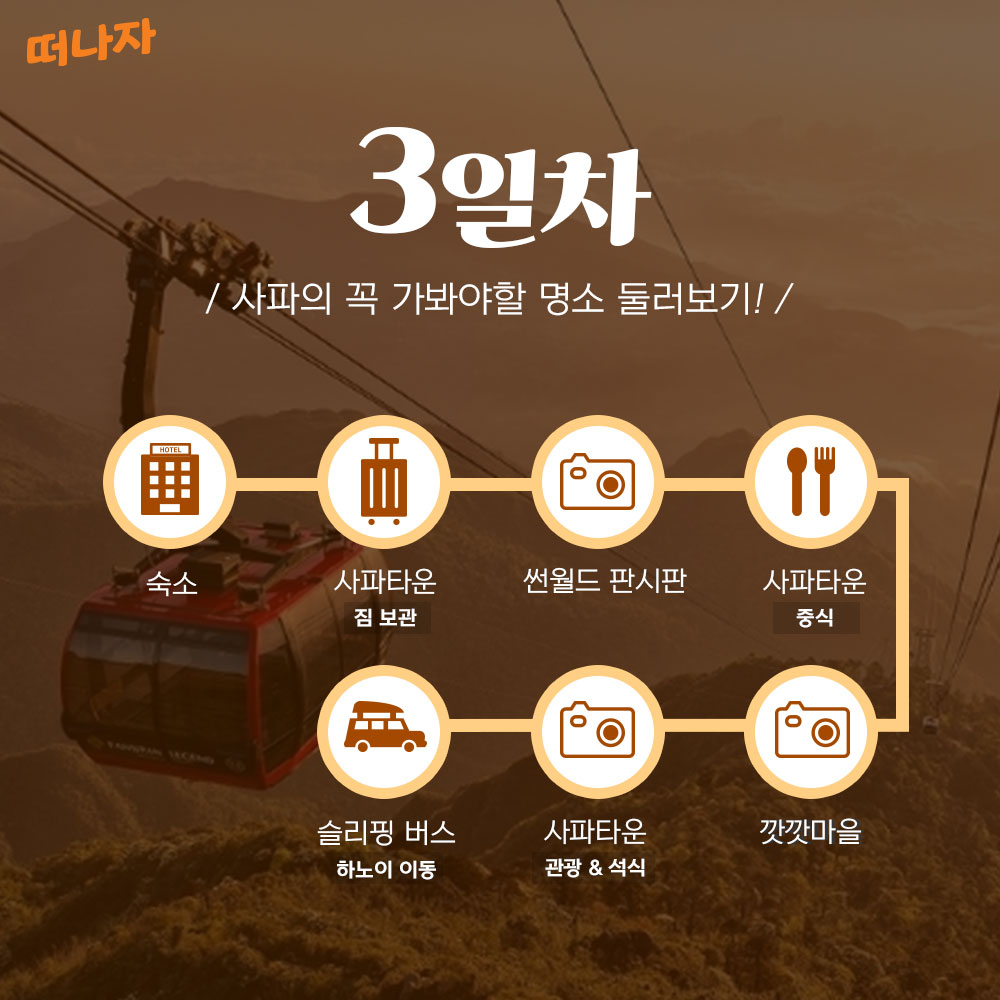 떠나자
3일차
/ 사파의 꼭 가봐야할 명소 둘러보기! /
HOTEL
숙소
사파타운
짐 보관
썬월드 판시판
사파타운
중식
슬리핑 버스
하노이 이동
사파타운
관광 & 석식
깟깟마을